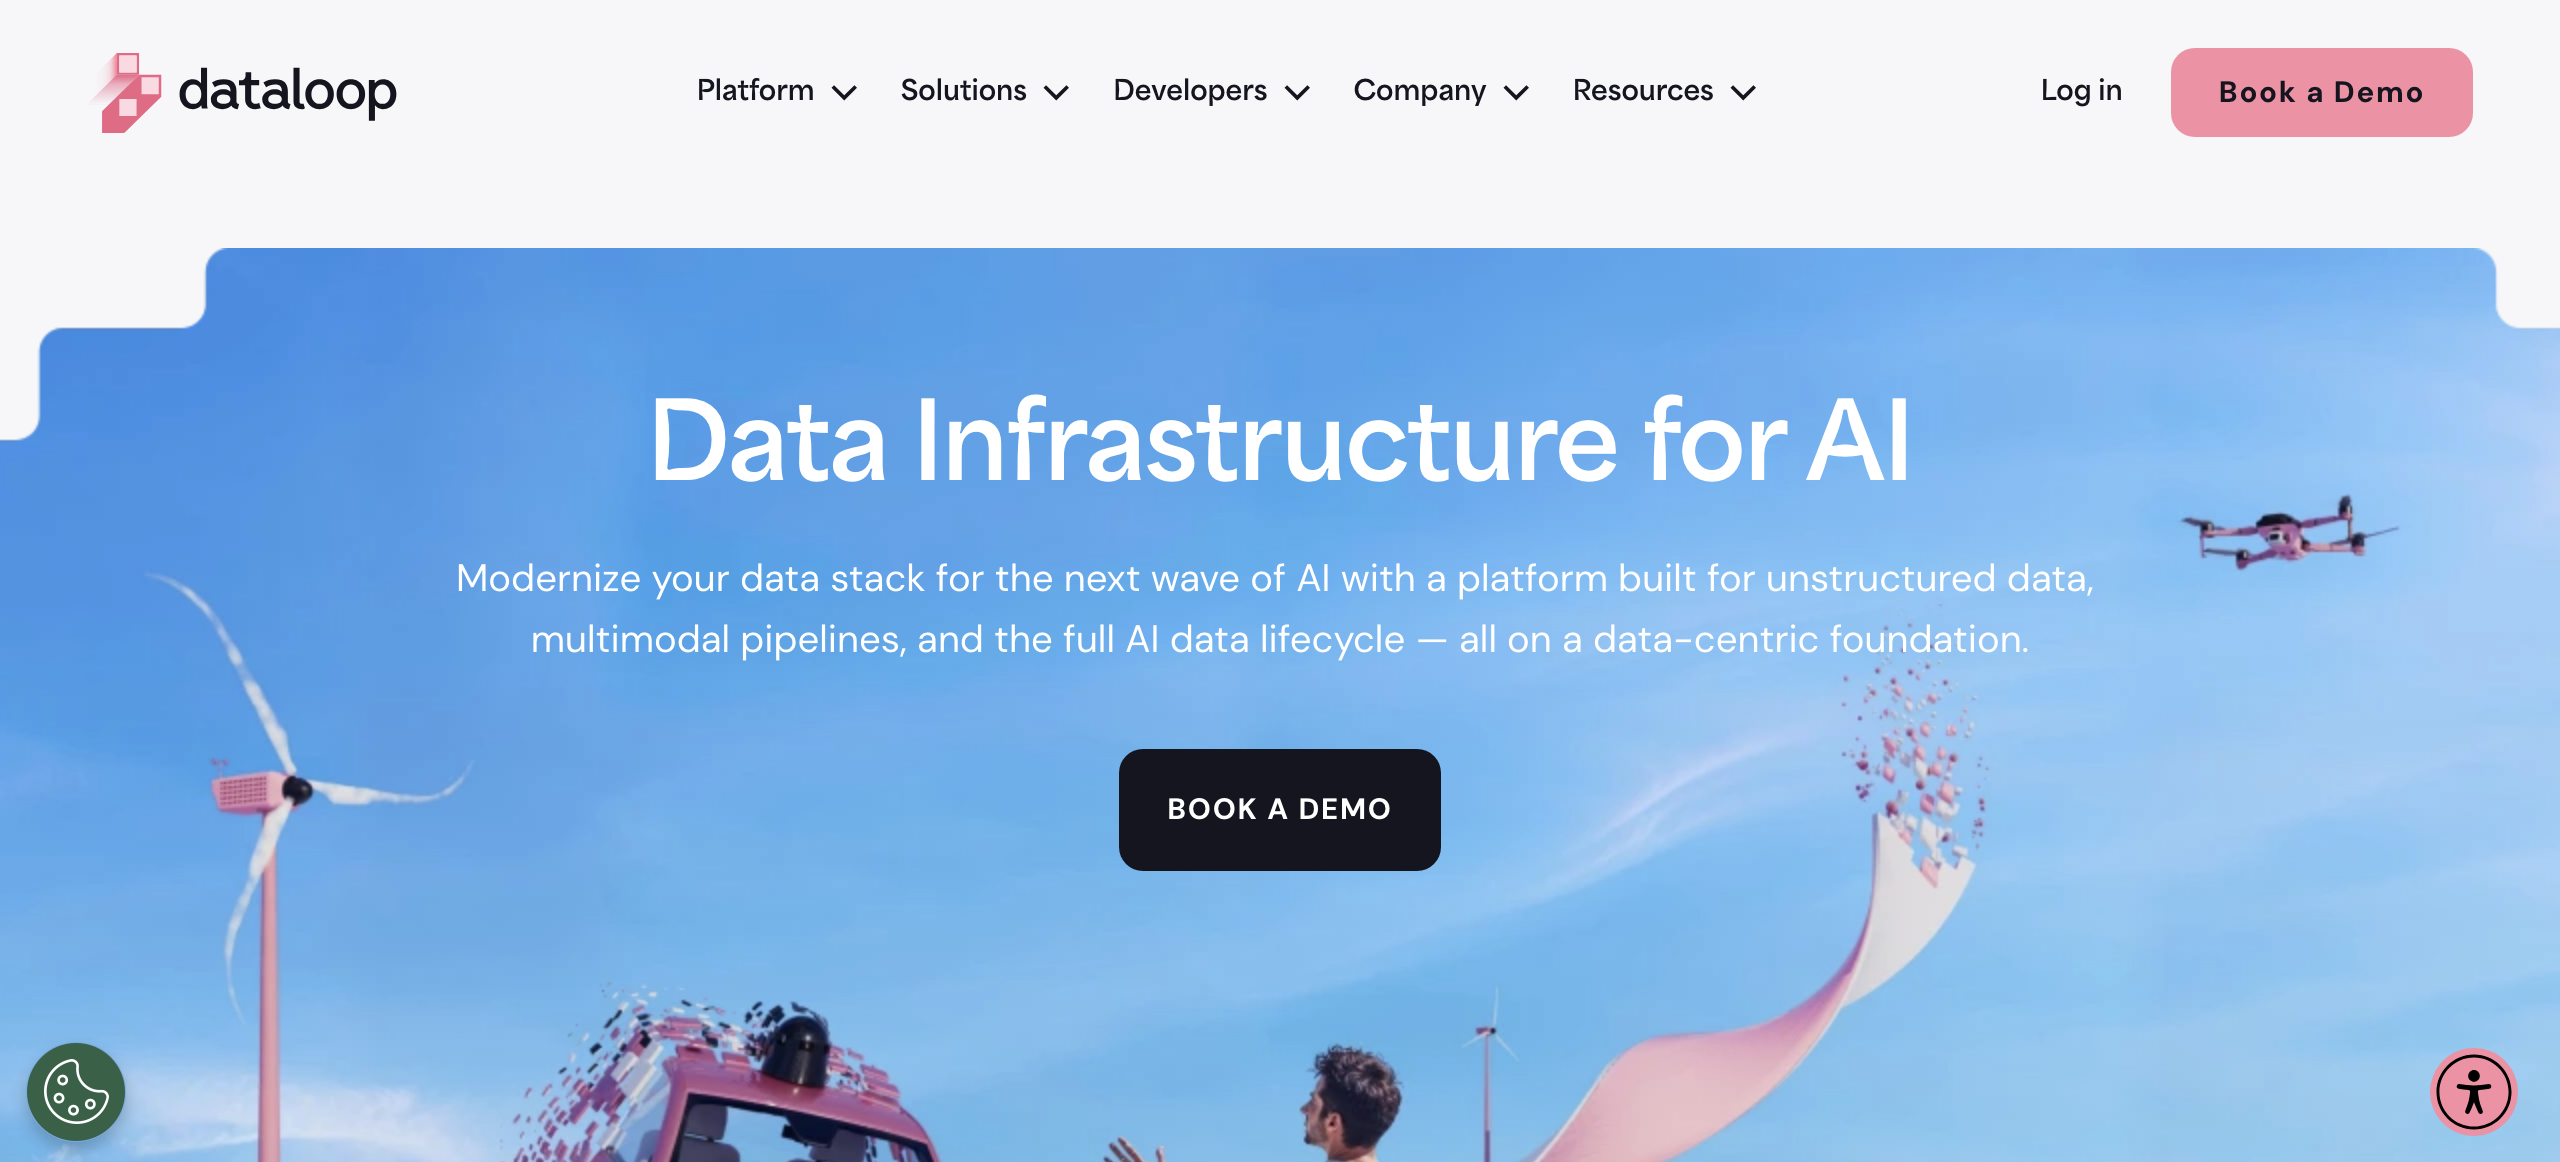 dataloop
Platform
Solutions
Developers
Company
Resources
Log in
Book a Demo
Data Infrastructure for AI
Modernize your data stack for the next wave of AI with a platform built for unstructured data,
multimodal pipelines, and the full AI data lifecycle — all on a data-centric foundation.
BOOK A DEMO